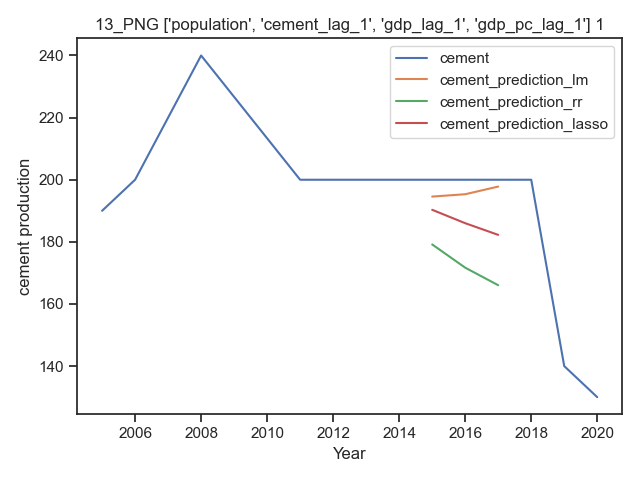 13_PNG ['population', 'cement_lag_1', 'gdp_lag_1', 'gdp_pc_lag_1'] 1
cement
cement_prediction_lm
cement_prediction_rr
cement_prediction_lasso
240
220
200
180
160
140
cement production
2006 2008 2010 2012 2014 2016 2018 2020
Year